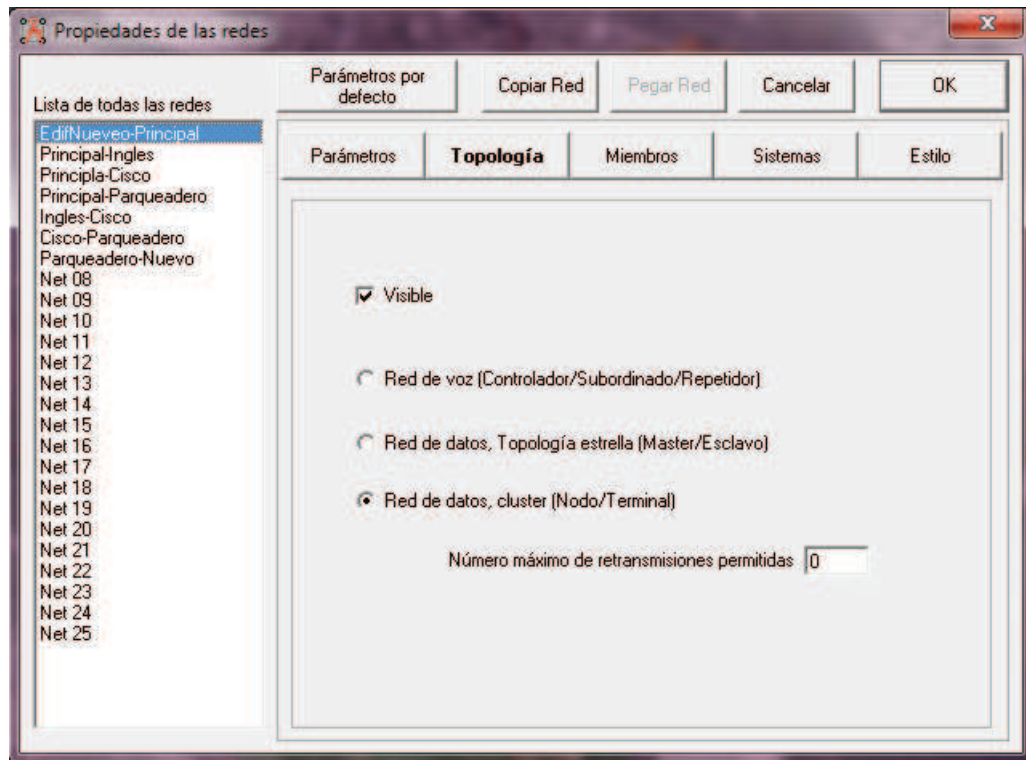 Propiedades de las redes
Lista de todas las redes
Parámetros por
defecto
Copiar Red
Pegar Red
Cancelar
OK
EdifNueveo-Principal
Principal-Ingles
Principla-Cisco
Principal-Parqueadero
Ingles-Cisco
Cisco-Parqueadero
Parqueadero-Nuevo
Net 08
Net 09
Net 10
Net 11
Net 12
Net 13
Net 14
Net 15
Net 16
Net 17
Net 18
Net 19
Net 20
Net 21
Net 22
Net 23
Net 24
Net 25
Parámetros
Topología
Miembros
Sistemas
Estilo
Visible
Red de voz (Controlador/Subordinado/Repetidor)
Red de datos, Topología estrella (Master/Esclavo)
Red de datos, cluster (Nodo/Terminal)
Número máximo de retransmisiones permitidas 0